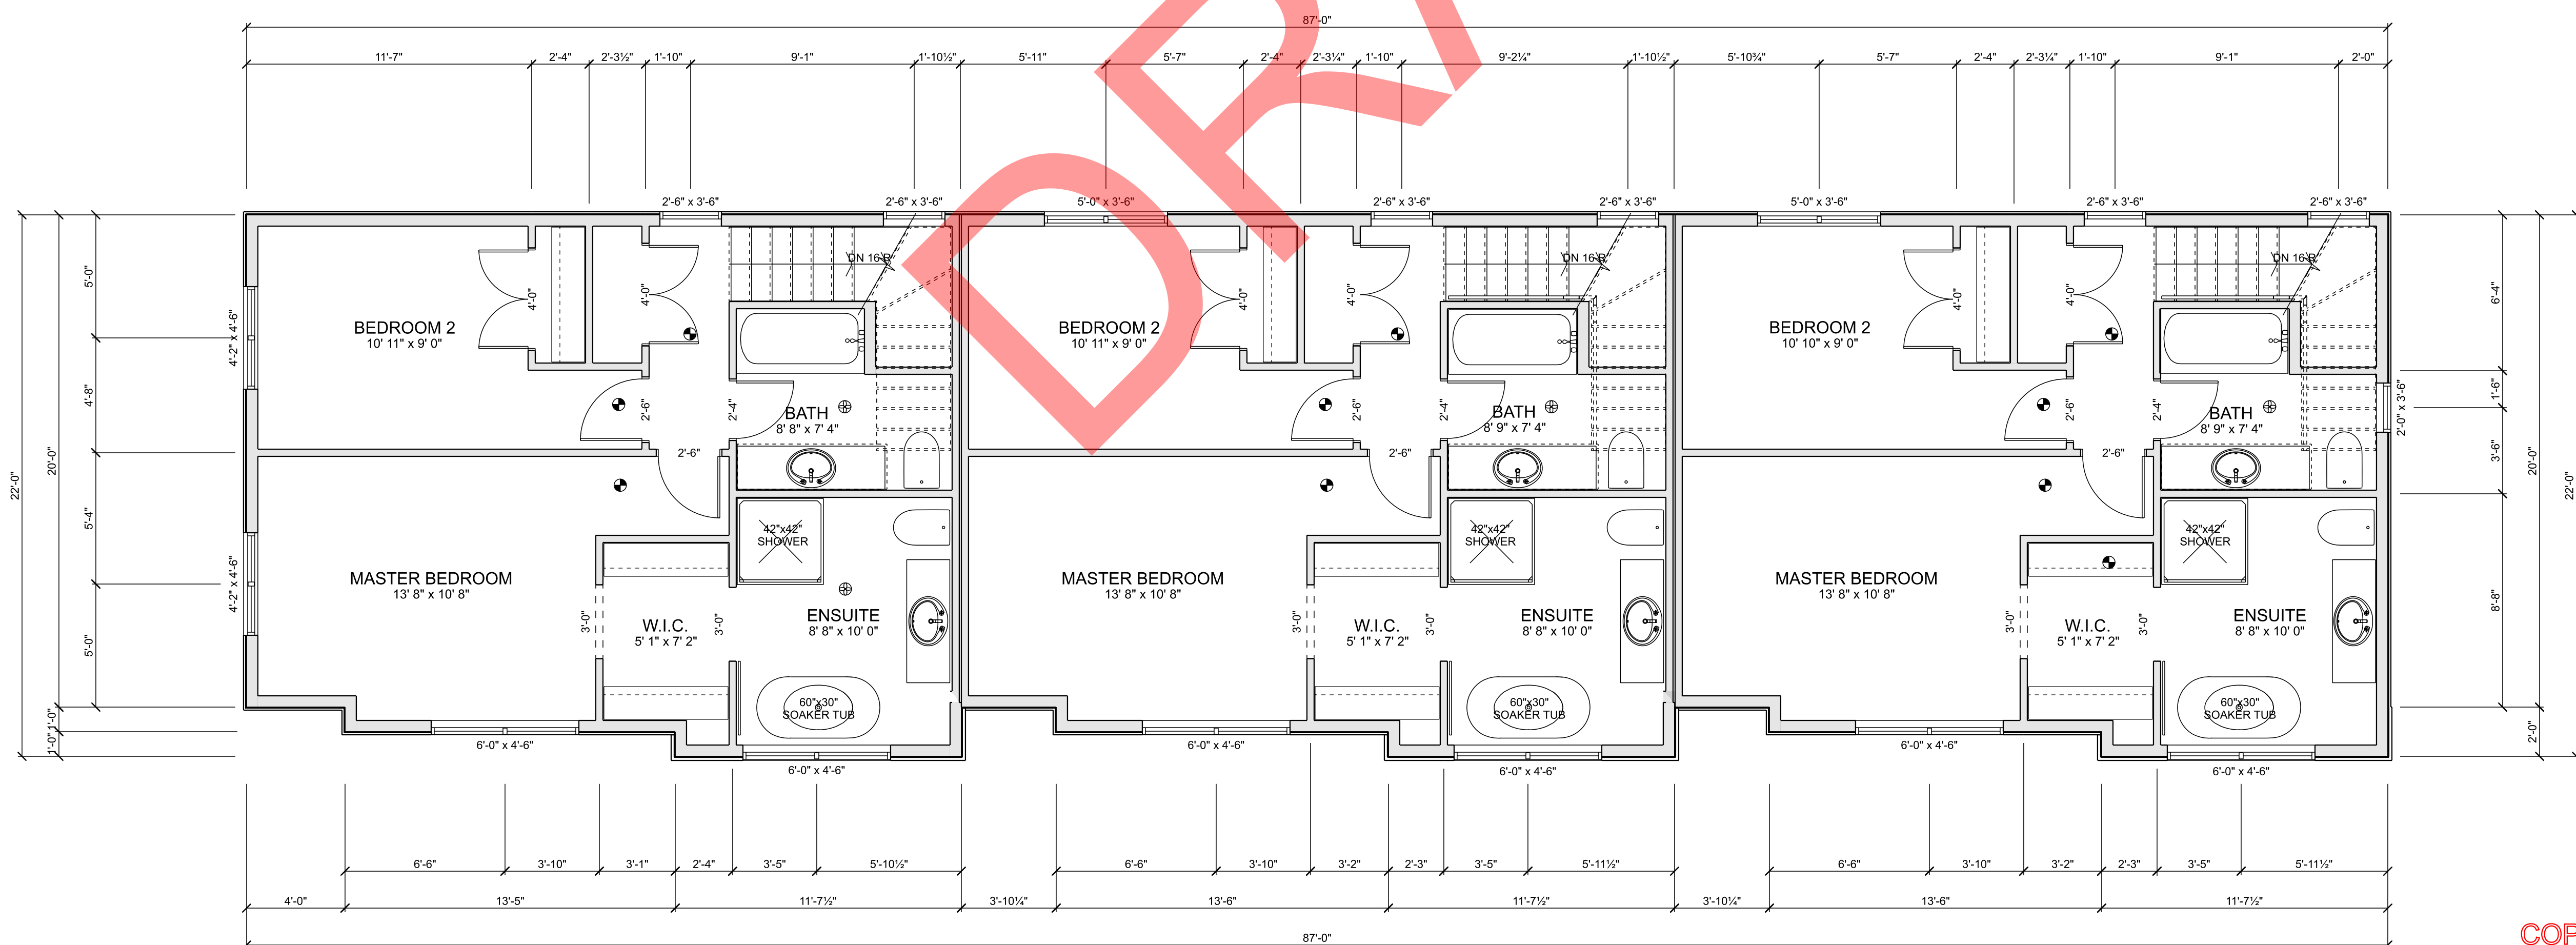 87'-0"
11'-7" 2'-4" 2'-3½" 1'-10" 9'-1" 1'-10½" 5'-11" 5'-7" 2'-4" 2'-3¼" 1'-10" 9'-2¼" 1'-10½" 5'-10¾" 5'-7" 2'-4" 2'-3¼" 1'-10" 9'-1" 2'-0"
2'-6" x 3'-6" 2'-6" x 3'-6" 5'-0" x 3'-6" 2'-6" x 3'-6" 2'-6" x 3'-6" 5'-0" x 3'-6" 2'-6" x 3'-6" 2'-6" x 3'-6"
DN 16 R DN 16 R DN 16 R
4'-0" 4'-0" 4'-0" 4'-0" 4'-0" 4'-0"
22'-0" 20'-0" 5'-0" 4'-8" 5'-4" 5'-0" 1'-0" 1'-0"
4'-2" x 4'-6"
4'-2" x 4'-6"
BEDROOM 2 BEDROOM 2 BEDROOM 2
10' 11" x 9' 0" 10' 11" x 9' 0" 10' 10" x 9' 0"
2'-6" 2'-4" 2'-6" 2'-4" 2'-6" 2'-4"
BATH BATH BATH
8' 8" x 7' 4" 8' 9" x 7' 4" 8' 9" x 7' 4"
2'-6" 2'-6" 2'-6"
2'-0" x 3'-6"
6'-4" 1'-6" 3'-6" 8'-8" 2'-0" 20'-0" 22'-0"
42"x42" 42"x42" 42"x42"
SHOWER SHOWER SHOWER
MASTER BEDROOM MASTER BEDROOM MASTER BEDROOM
13' 8" x 10' 8" 13' 8" x 10' 8" 13' 8" x 10' 8"
3'-0" 3'-0" 3'-0" 3'-0" 3'-0" 3'-0"
W.I.C. W.I.C. W.I.C.
5' 1" x 7' 2" 5' 1" x 7' 2" 5' 1" x 7' 2"
ENSUITE ENSUITE ENSUITE
8' 8" x 10' 0" 8' 8" x 10' 0" 8' 8" x 10' 0"
60"x30" 60"x30" 60"x30"
SOAKER TUB SOAKER TUB SOAKER TUB
6'-0" x 4'-6" 6'-0" x 4'-6" 6'-0" x 4'-6"
6'-0" x 4'-6" 6'-0" x 4'-6" 6'-0" x 4'-6"
6'-6" 3'-10" 3'-1" 2'-4" 3'-5" 5'-10½" 6'-6" 3'-10" 3'-2" 2'-3" 3'-5" 5'-11½" 6'-6" 3'-10" 3'-2" 2'-3" 3'-5" 5'-11½"
4'-0" 13'-5" 11'-7½" 3'-10¼" 13'-6" 11'-7½" 3'-10¼" 13'-6" 11'-7½"
87'-0"